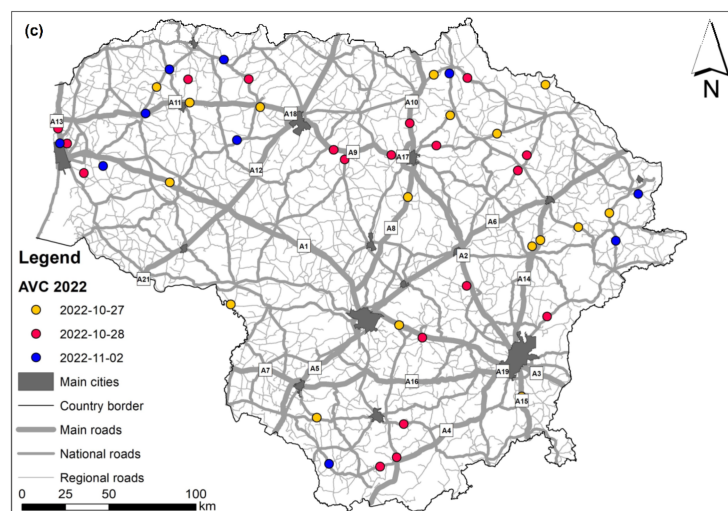 (c)
N
A13
A11
A18
A10
A9
A17
A12
A6
A8
A1
A2
A21
A14
Legend
AVC 2022
2022-10-27
2022-10-28
2022-11-02
Main cities
Country border
Main roads
National roads
Regional roads
A7
A5
A16
A19
A3
A15
A4
0 25 50 100
km